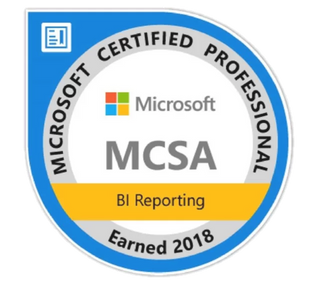 MICROSOFT CERTIFIED PROFESSIONAL
Microsoft
MCSA
BI Reporting
Earned 2018